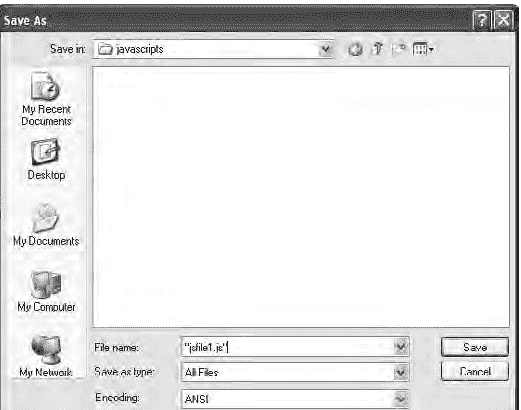 Save As
Save in:
javascripts
My Recent
Documents
Desktop
My Documents
My Computer
My Network
File name:
"jsfile1.js"
Save
Save as type:
All Files
Cancel
Encoding:
ANSI